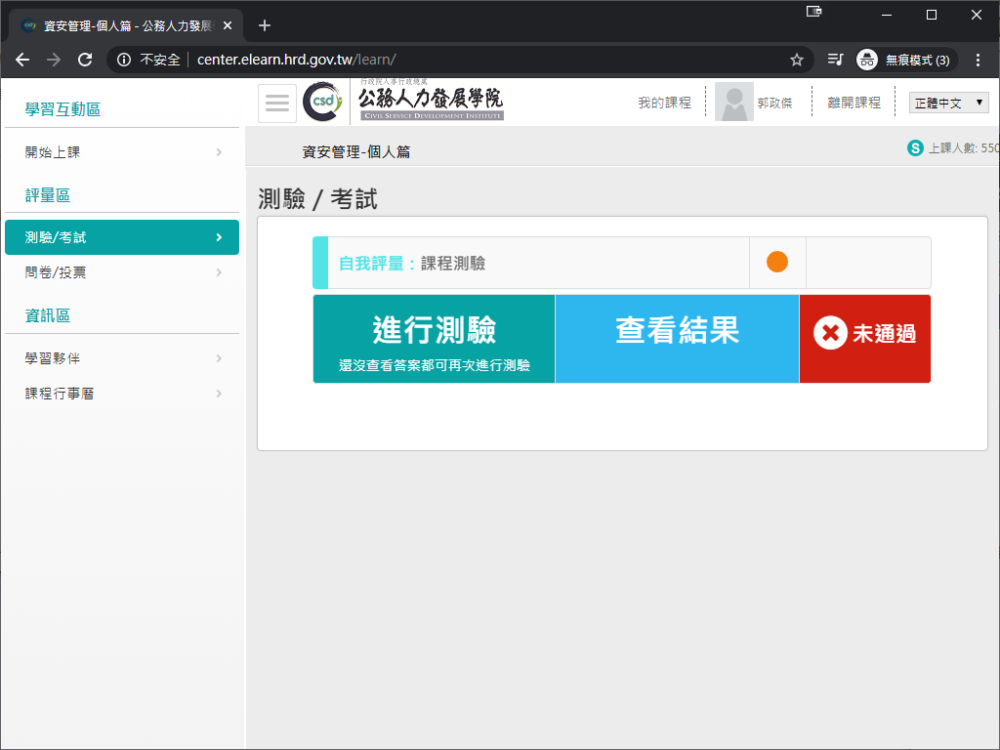 資安管理-個人篇 - 公務人力發展
不安全
center.elearn.hrd.gov.tw/learn/
無痕模式 (3)
學習互動區
開始上課
評量區
測驗/考試
問卷/投票
資訊區
學習夥伴
課程行事曆
csd
行政院人事行政總處
公務人力發展學院
CIVIL SERVICE DEVELOPMENT INSTITUTE
我的課程
郭政傑
離開課程
正體中文
資安管理-個人篇
S 上課人數: 550
測驗 / 考試
自我評量：課程測驗
進行測驗
還沒查看答案都可再次進行測驗
查看結果
未通過